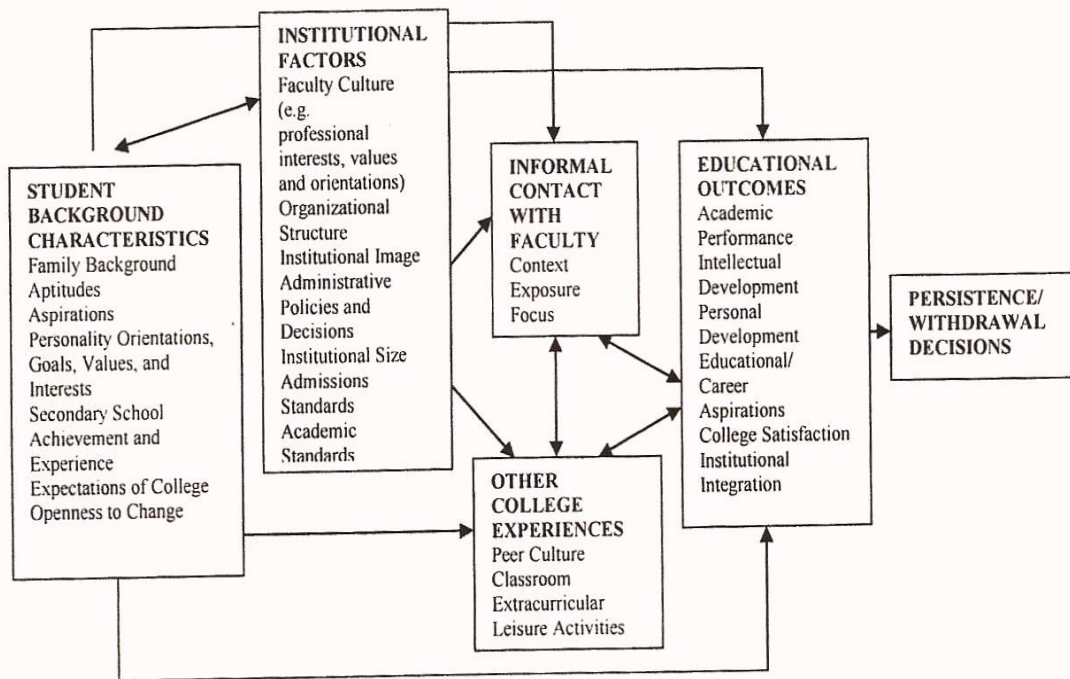 INSTITUTIONAL
FACTORS
Faculty Culture
(e.g.
professional
interests, values
and orientations)
Organizational
Structure
Institutional Image
Administrative
Policies and
Decisions
Institutional Size
Admissions
Standards
Academic
Standards
STUDENT
BACKGROUND
CHARACTERISTICS
Family Background
Aptitudes
Aspirations
Personality Orientations,
Goals, Values, and
Interests
Secondary School
Achievement and
Experience
Expectations of College
Openness to Change
INFORMAL
CONTACT
WITH
FACULTY
Context
Exposure
Focus
OTHER
COLLEGE
EXPERIENCES
Peer Culture
Classroom
Extracurricular
Leisure Activities
EDUCATIONAL
OUTCOMES
Academic
Performance
Intellectual
Development
Personal
Development
Educational/
Career
Aspirations
College Satisfaction
Institutional
Integration
PERSISTENCE/
WITHDRAWAL
DECISIONS